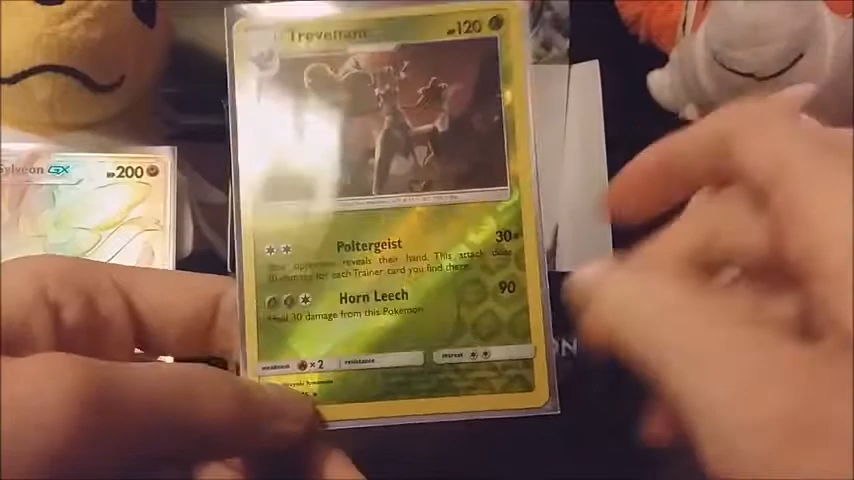 Trevenant HP120
Sylveon GX HP200
Poltergeist 30×
opponent reveals their hand. This attack does
damage for each Trainer card you find there.
Horn Leech 90
Heal 30 damage from this Pokémon.
weakness ×2 resistance retreat